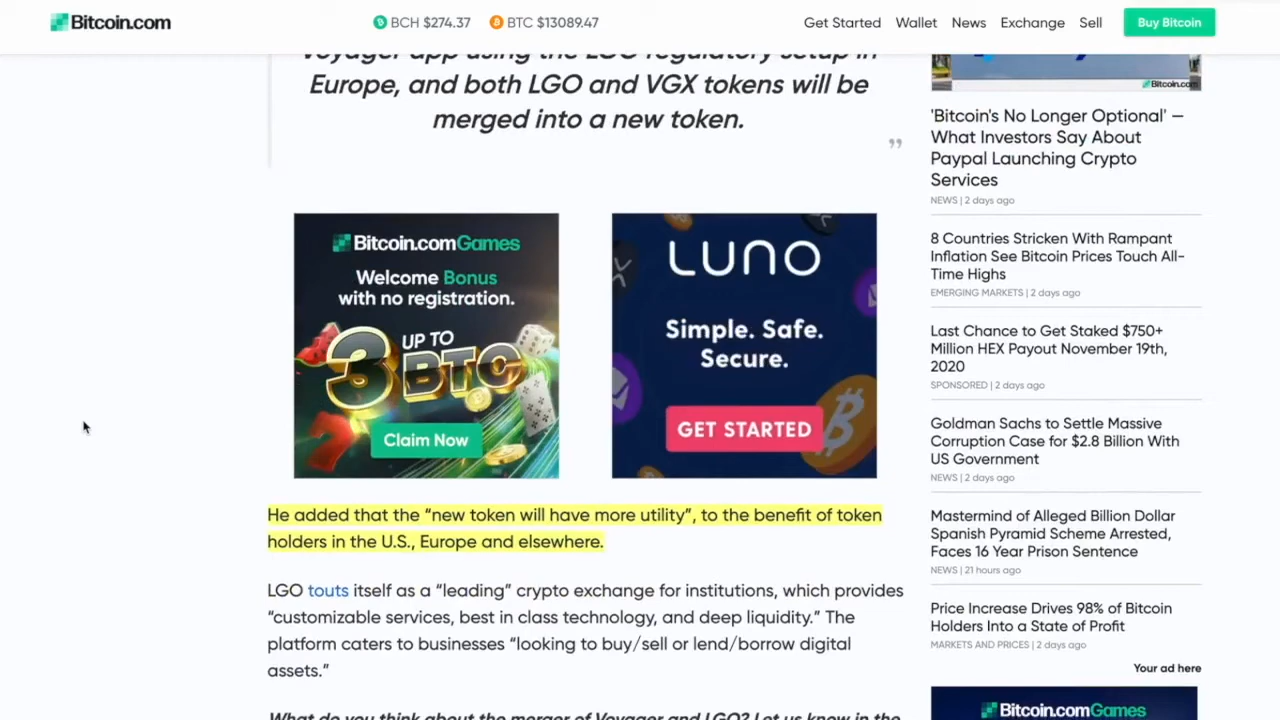 Bitcoin.com
BCH $274.37 BTC $13089.47
Get Started Wallet News Exchange Sell Buy Bitcoin
Voyager app using the LGO regulatory setup in
Europe, and both LGO and VGX tokens will be
merged into a new token.
”
Bitcoin.comGames
Welcome Bonus
with no registration.
UP TO
3 BTC
Claim Now
LUNO
Simple. Safe.
Secure.
GET STARTED
He added that the “new token will have more utility”, to the benefit of token
holders in the U.S., Europe and elsewhere.
LGO touts itself as a “leading” crypto exchange for institutions, which provides
“customizable services, best in class technology, and deep liquidity.” The
platform caters to businesses “looking to buy/sell or lend/borrow digital
assets.”
What do you think about the merger of Voyager and LGO? Let us know in the
Bitcoin.com
'Bitcoin's No Longer Optional' —
What Investors Say About
Paypal Launching Crypto
Services
NEWS | 2 days ago
8 Countries Stricken With Rampant
Inflation See Bitcoin Prices Touch All-
Time Highs
EMERGING MARKETS | 2 days ago
Last Chance to Get Staked $750+
Million HEX Payout November 19th,
2020
SPONSORED | 2 days ago
Goldman Sachs to Settle Massive
Corruption Case for $2.8 Billion With
US Government
NEWS | 2 days ago
Mastermind of Alleged Billion Dollar
Spanish Pyramid Scheme Arrested,
Faces 16 Year Prison Sentence
NEWS | 21 hours ago
Price Increase Drives 98% of Bitcoin
Holders Into a State of Profit
MARKETS AND PRICES | 2 days ago
Your ad here
Bitcoin.comGames